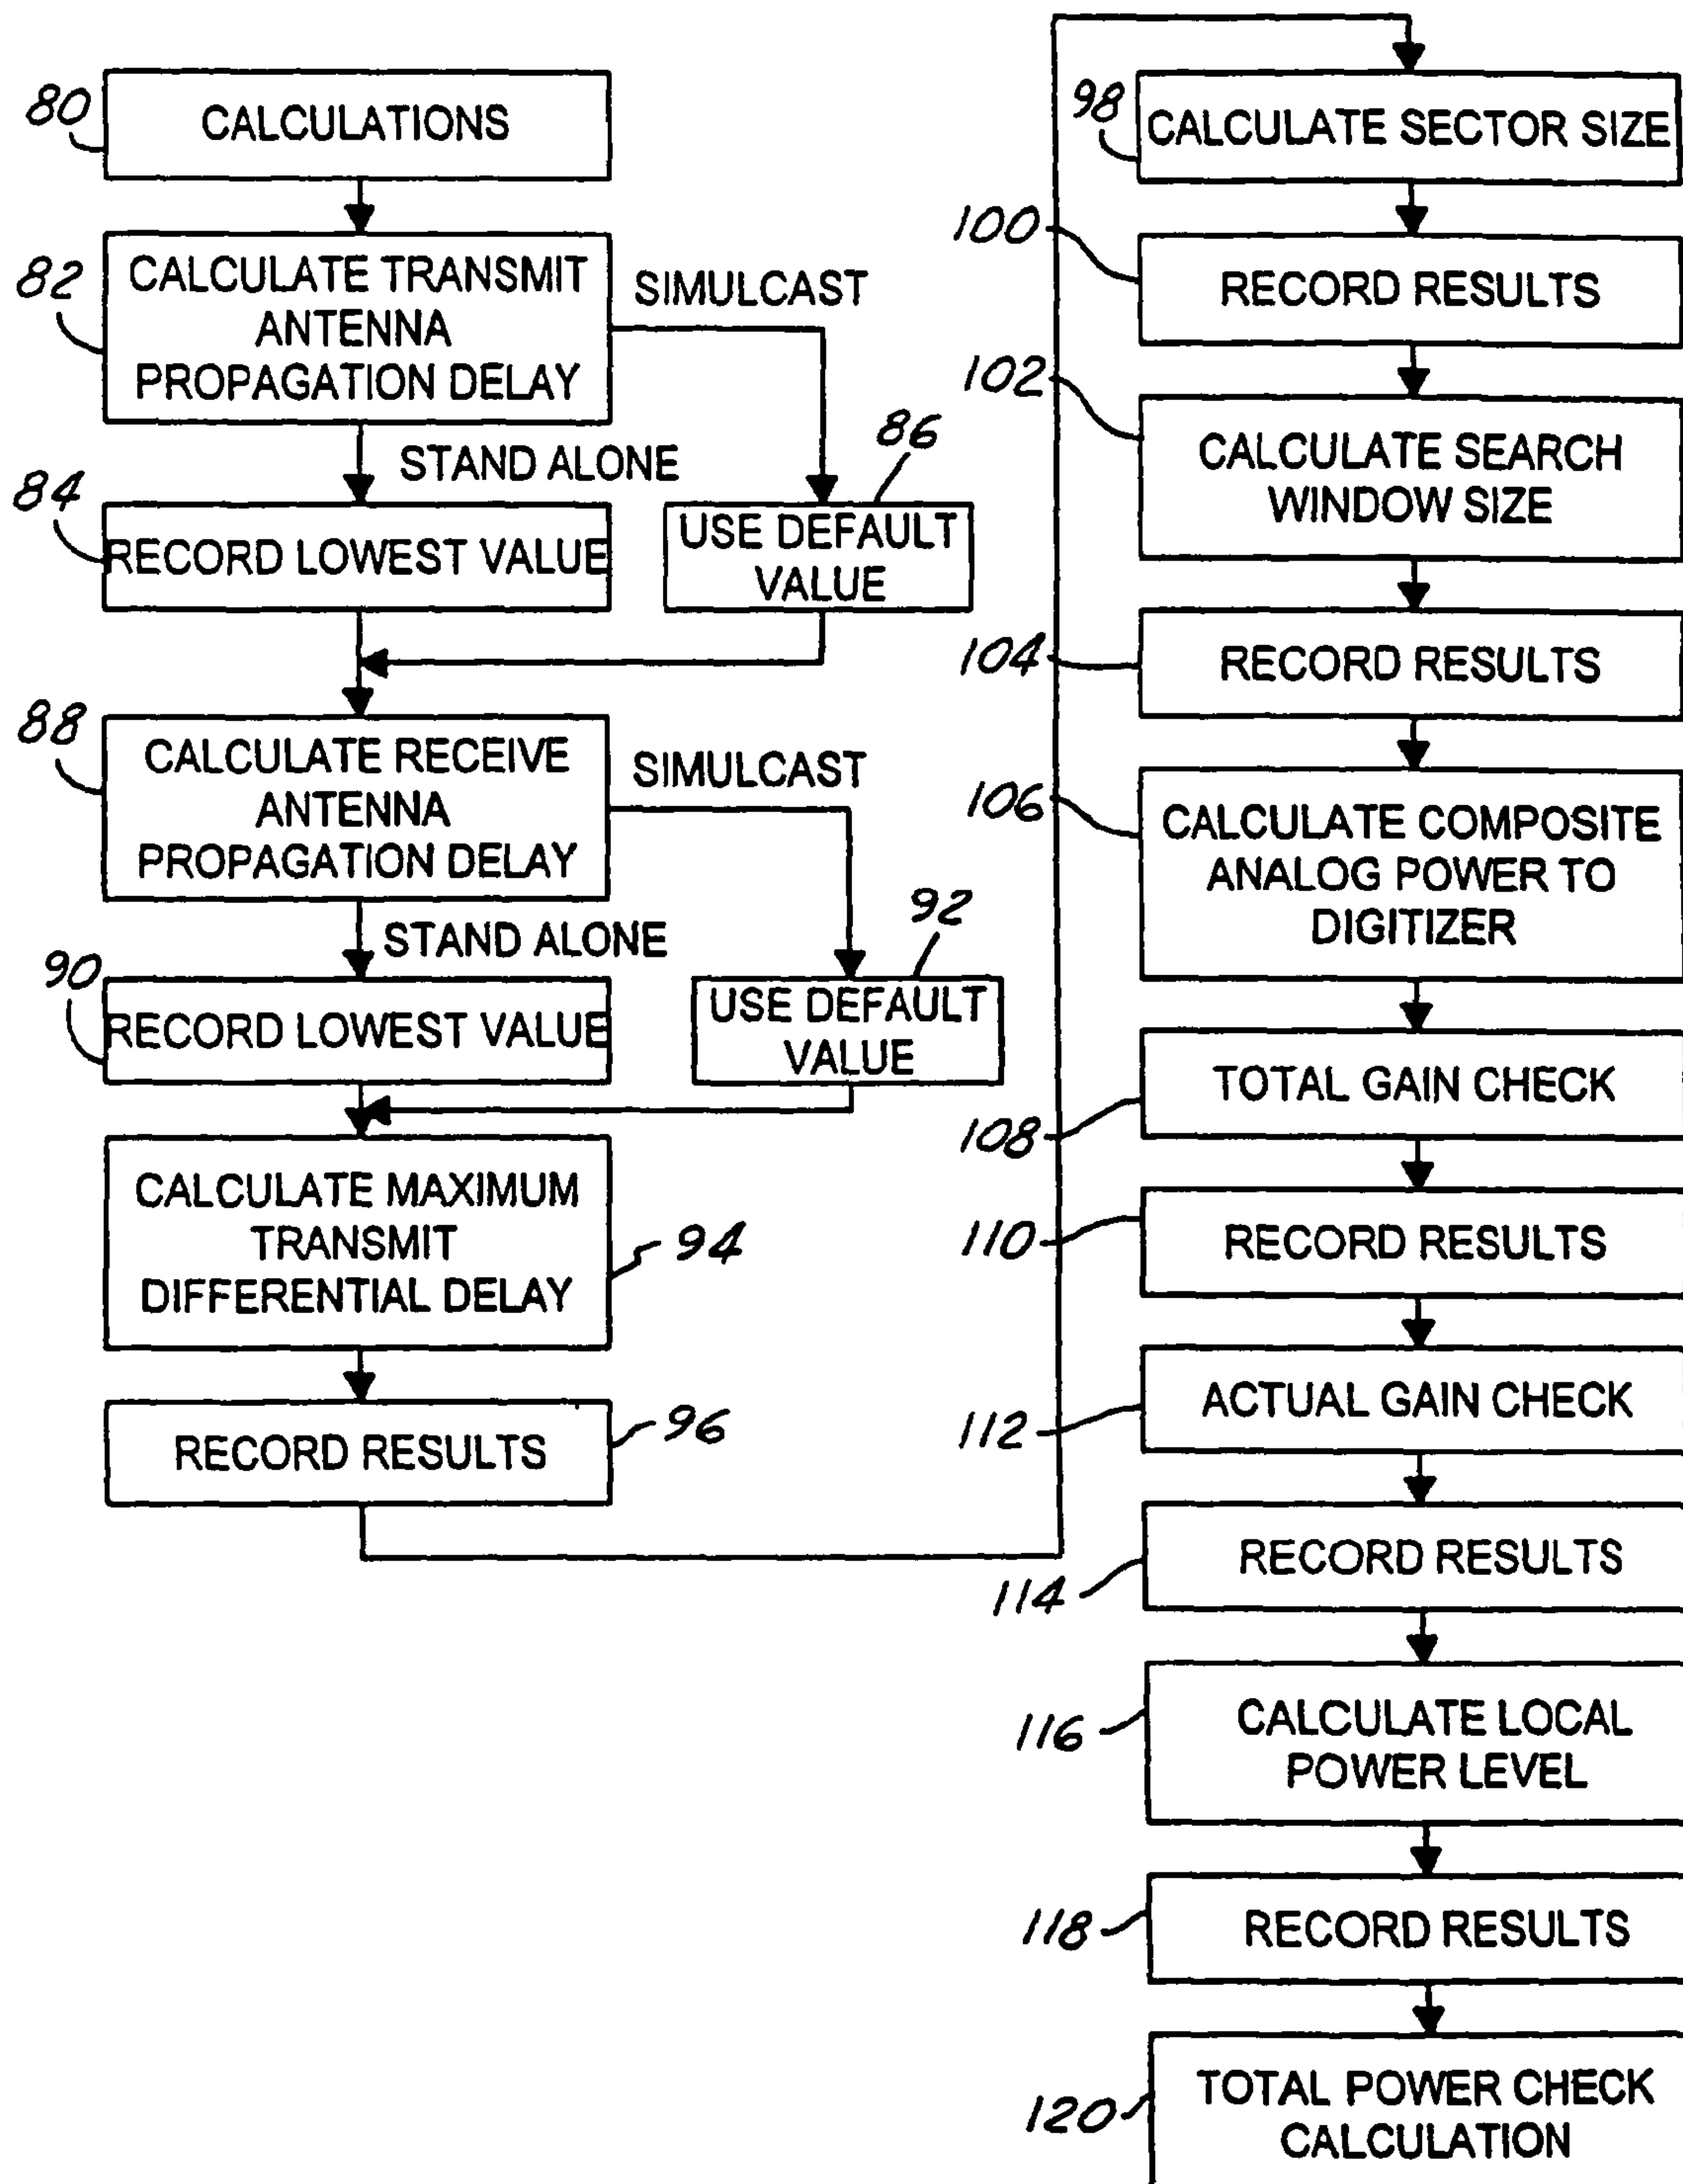 80
CALCULATIONS
82
CALCULATE TRANSMIT
ANTENNA
PROPAGATION DELAY
SIMULCAST
STAND ALONE
84
RECORD LOWEST VALUE
86
USE DEFAULT
VALUE
88
CALCULATE RECEIVE
ANTENNA
PROPAGATION DELAY
SIMULCAST
STAND ALONE
90
RECORD LOWEST VALUE
92
USE DEFAULT
VALUE
CALCULATE MAXIMUM
TRANSMIT
DIFFERENTIAL DELAY
94
RECORD RESULTS
96
98
CALCULATE SECTOR SIZE
100
RECORD RESULTS
102
CALCULATE SEARCH
WINDOW SIZE
104
RECORD RESULTS
106
CALCULATE COMPOSITE
ANALOG POWER TO
DIGITIZER
108
TOTAL GAIN CHECK
110
RECORD RESULTS
112
ACTUAL GAIN CHECK
114
RECORD RESULTS
116
CALCULATE LOCAL
POWER LEVEL
118
RECORD RESULTS
120
TOTAL POWER CHECK
CALCULATION